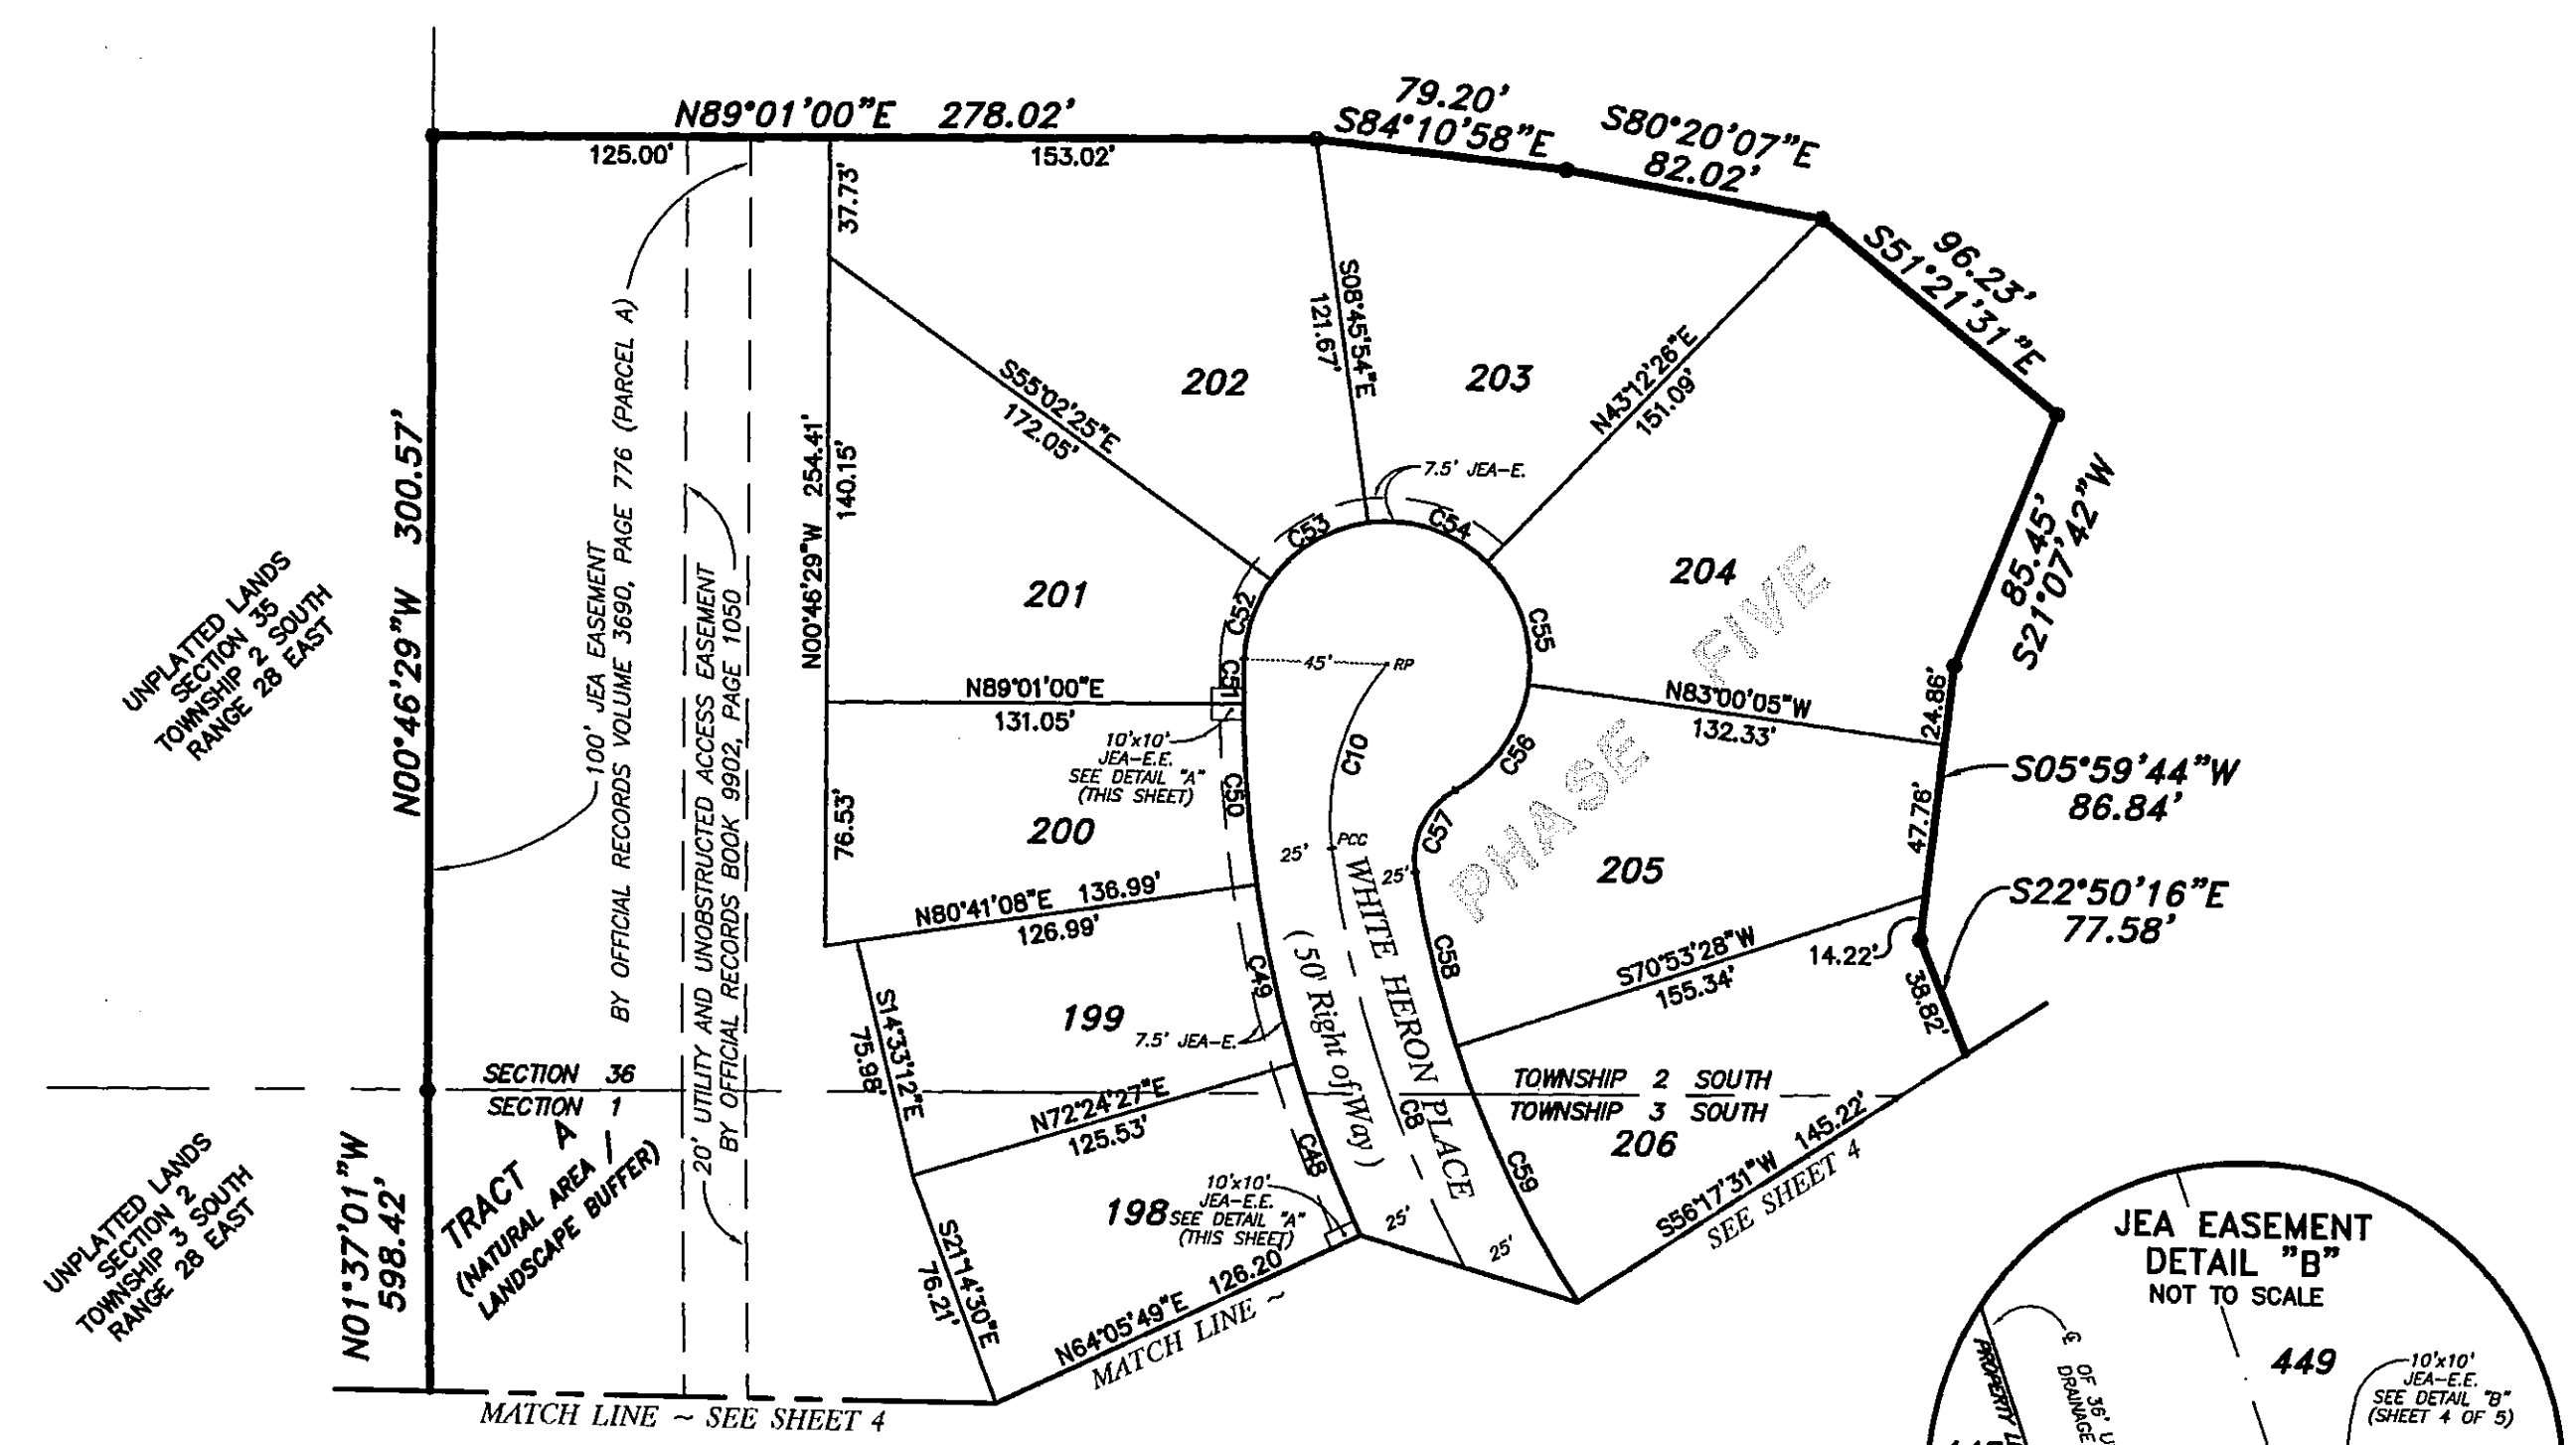 N89°01'00"E 278.02'
125.00'
153.02'
79.20'
S84°10'58"E
S80°20'07"E
82.02'
96.23'
S51°21'31"E
85.45'
S21°07'42"W
24.86'
S05°59'44"W
86.84'
47.76'
S22°50'16"E
77.58'
14.22'
38.82'
37.73'
N00°46'29"W 254.41'
140.15'
76.53'
N00°46'29"W 300.57'
UNPLATTED LANDS
SECTION 35
TOWNSHIP 2 SOUTH
RANGE 28 EAST
100' JEA EASEMENT
BY OFFICIAL RECORDS VOLUME 3690, PAGE 776 (PARCEL A)
20' UTILITY AND UNOBSTRUCTED ACCESS EASEMENT
BY OFFICIAL RECORDS BOOK 9902, PAGE 1050
202
S08°45'54"E
121.67'
203
N43°12'26"E
151.09'
S55°02'25"E
172.05'
7.5' JEA-E.
C53
C54
C52
C51
C55
201
204
FIVE
45'
RP
N89°01'00"E
131.05'
N83°00'05"W
132.33'
10'x10'
JEA-E.E.
SEE DETAIL "A"
(THIS SHEET)
C50
C10
C56
C57
PHASE
200
25'
PCC
25'
205
N80°41'08"E 136.99'
126.99'
WHITE HERON PLACE
( 50' Right of Way )
C49
C58
S70°53'28"W
155.34'
199
7.5' JEA-E.
S14°33'12"E
75.98'
N72°24'27"E
125.53'
SECTION 36
SECTION 1
TOWNSHIP 2 SOUTH
TOWNSHIP 3 SOUTH
C8
C48
C59
206
UNPLATTED LANDS
SECTION 2
TOWNSHIP 3 SOUTH
RANGE 28 EAST
N01°37'01"W
598.42'
TRACT A
(NATURAL AREA /
LANDSCAPE BUFFER)
198
10'x10'
JEA-E.E.
SEE DETAIL "A"
(THIS SHEET)
25'
25'
S21°14'30"E
76.21'
N64°05'49"E 126.20'
MATCH LINE ~
S56°17'31"W 145.22'
SEE SHEET 4
MATCH LINE ~ SEE SHEET 4
JEA EASEMENT
DETAIL "B"
NOT TO SCALE
449
10'x10'
JEA-E.E.
SEE DETAIL "B"
(SHEET 4 OF 5)
PROPERTY
℄ OF 36'
DRAINAGE